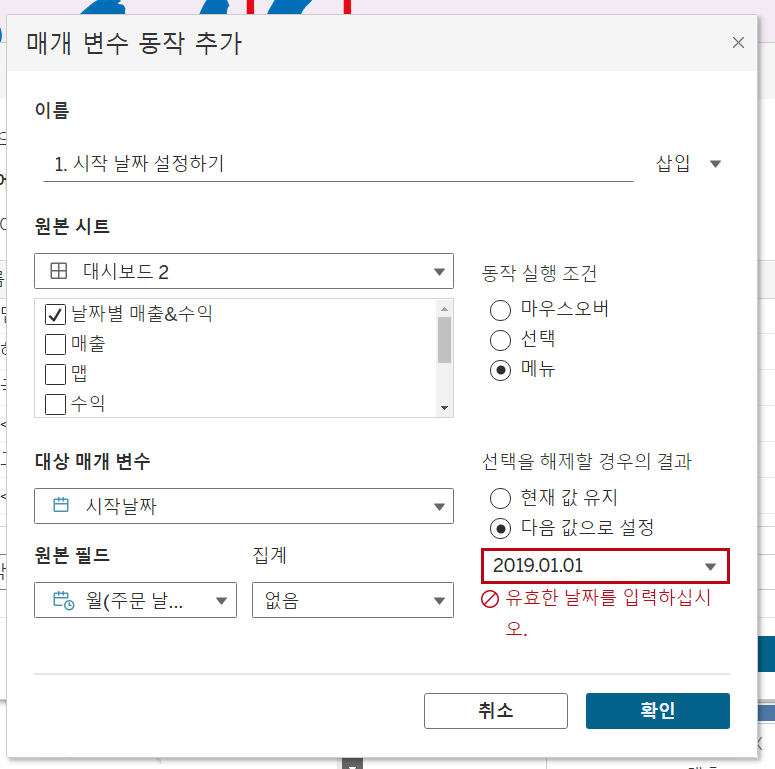 매개 변수 동작 추가
이름
1. 시작 날짜 설정하기
삽입
원본 시트
대시보드 2
날짜별 매출&수익
매출
맵
수익
동작 실행 조건
마우스오버
선택
메뉴
대상 매개 변수
시작날짜
선택을 해제할 경우의 결과
현재 값 유지
다음 값으로 설정
2019.01.01
유효한 날짜를 입력하십시
오.
원본 필드
집계
월(주문 날...
없음
취소
확인